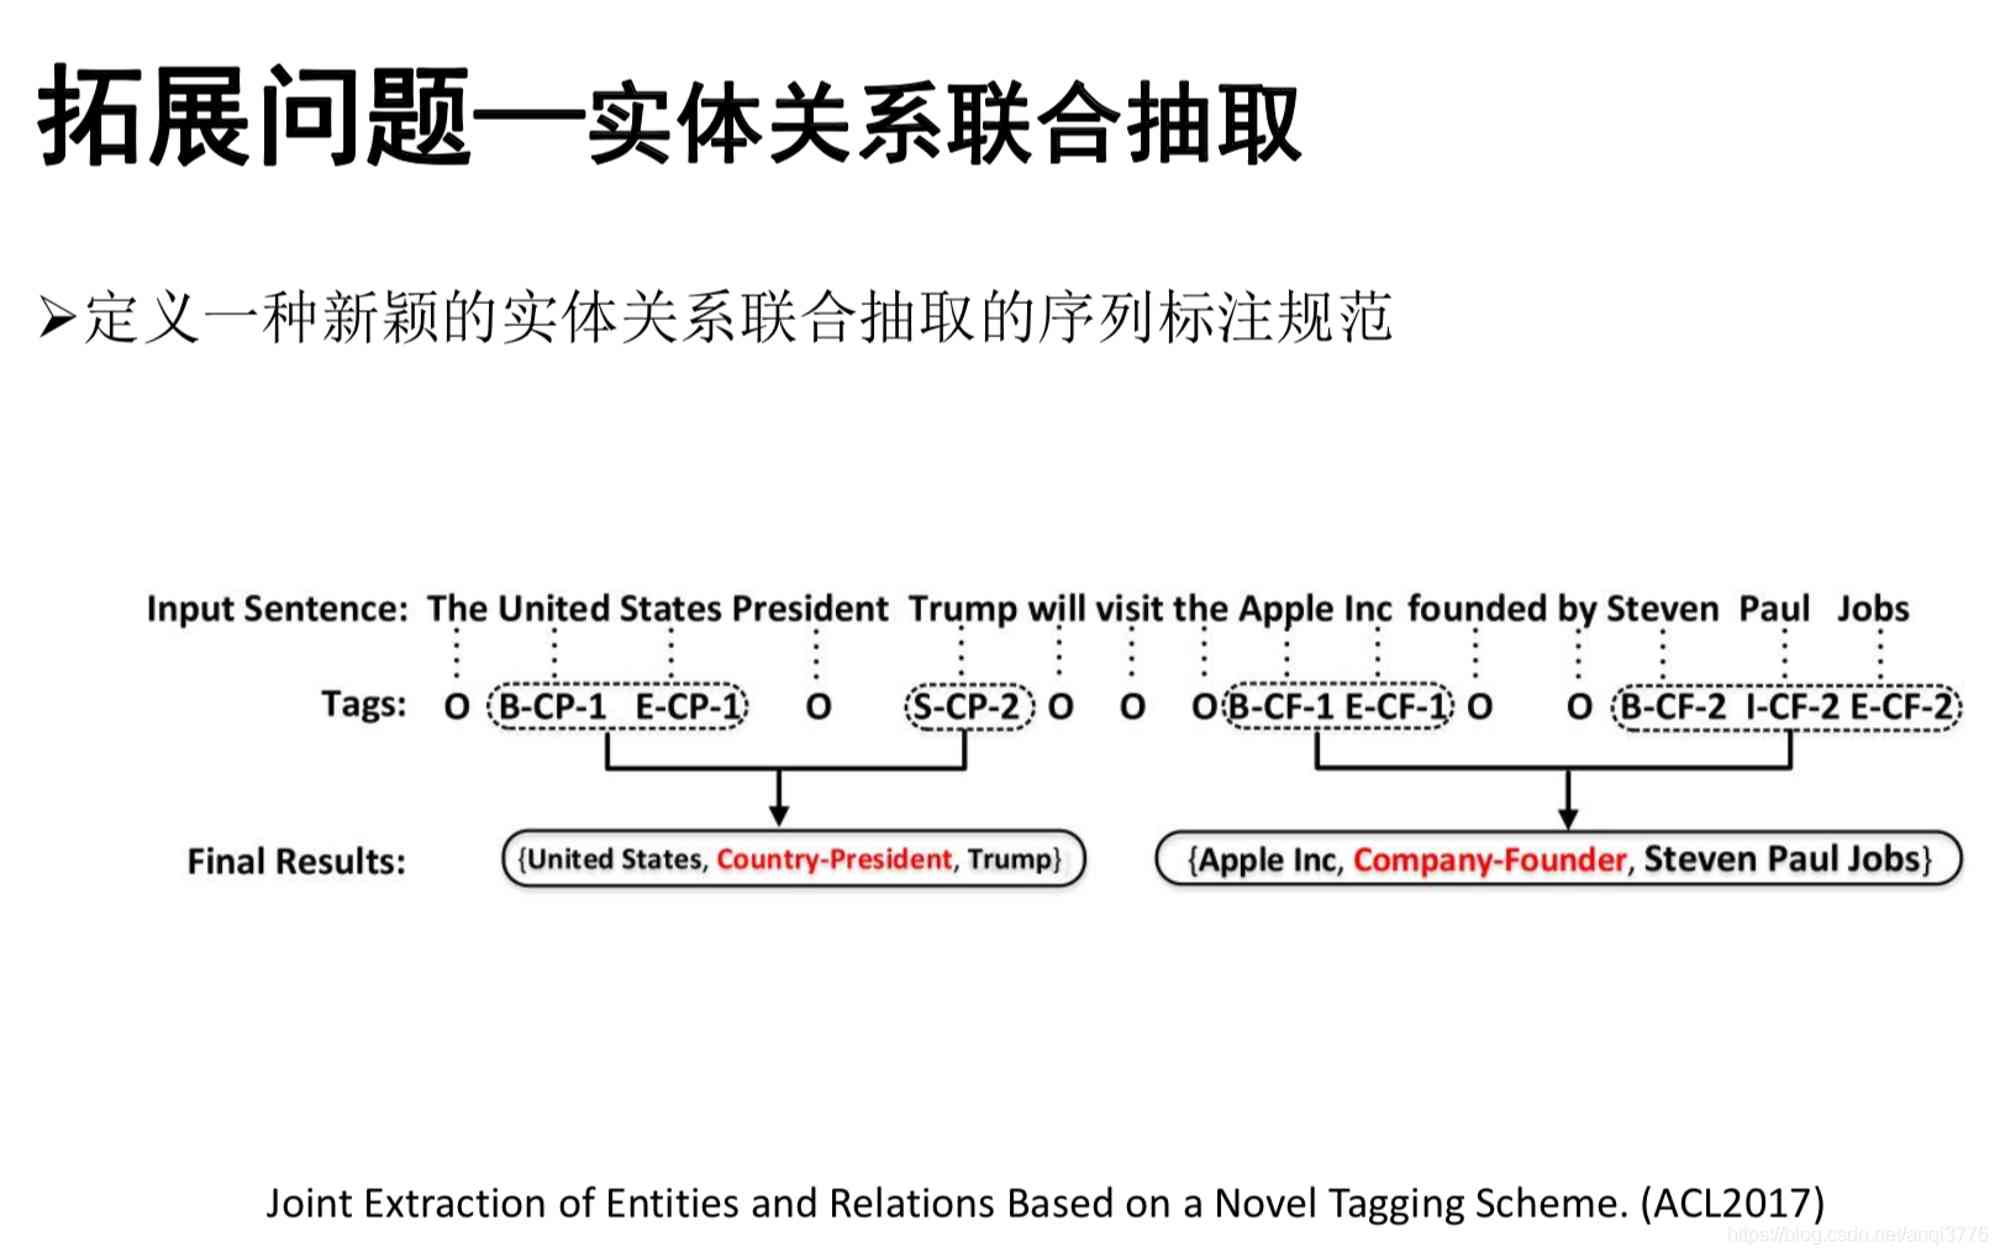 拓展问题—实体关系联合抽取
➢定义一种新颖的实体关系联合抽取的序列标注规范
Input Sentence: The United States President Trump will visit the Apple Inc founded by Steven Paul Jobs
Tags: O B-CP-1 E-CP-1 O S-CP-2 O O O B-CF-1 E-CF-1 O O B-CF-2 I-CF-2 E-CF-2
Final Results: {United States, Country-President, Trump} {Apple Inc, Company-Founder, Steven Paul Jobs}
Joint Extraction of Entities and Relations Based on a Novel Tagging Scheme. (ACL2017)
https://blog.csdn.net/anqi3776